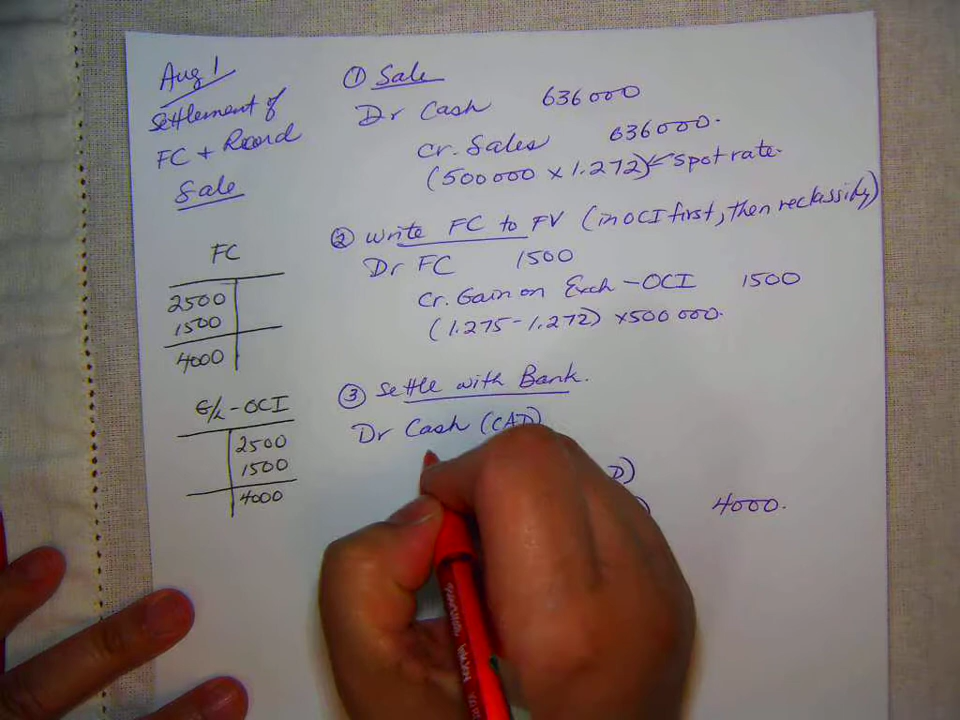 Aug 1
Settlement of
FC + Record
Sale
FC
2500
1500
4000
G/L - OCI
2500
1500
4000
① Sale
Dr Cash 636000
Cr. Sales 636000.
(500000 x 1.272) ← spot rate.
② Write FC to FV (in OCI first, then reclassify)
Dr FC 1500
Cr. Gain on Exch - OCI 1500
(1.275 - 1.272) x 500000.
③ Settle with Bank.
Dr Cash (CAD)
D)
) 4000.